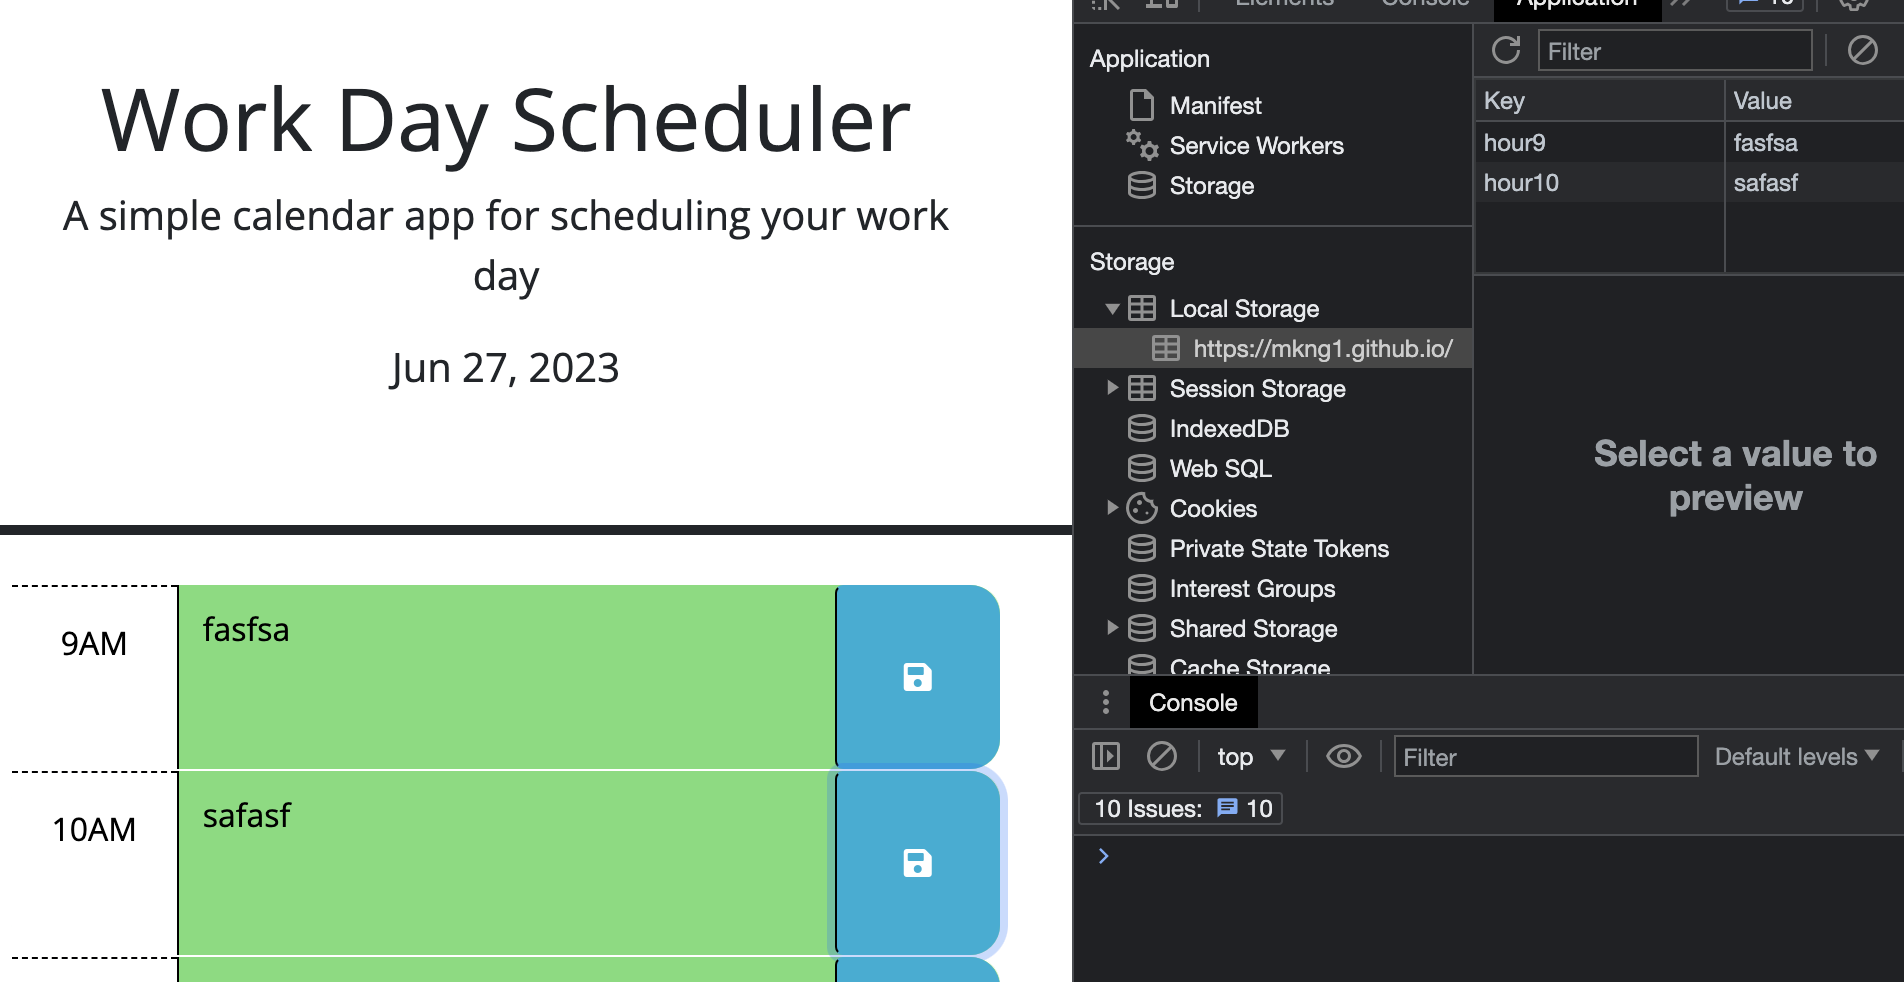 Work Day Scheduler
A simple calendar app for scheduling your work
day
Jun 27, 2023
9AM
fasfsa
10AM
safasf
Elements
Console
Application
10
Application
Manifest
Service Workers
Storage
Storage
Local Storage
https://mkng1.github.io/
Session Storage
IndexedDB
Web SQL
Cookies
Private State Tokens
Interest Groups
Shared Storage
Cache Storage
Filter
Key Value
hour9 fasfsa
hour10 safasf
Select a value to
preview
Console
top
Filter
Default levels
10 Issues: 10